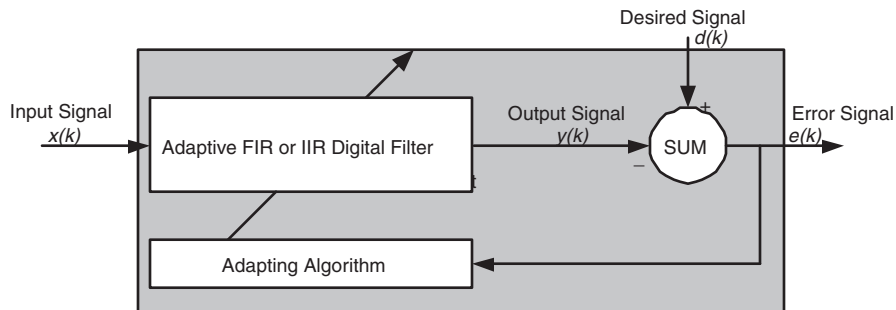 Desired Signal
d(k)
Input Signal
x(k)
Adaptive FIR or IIR Digital Filter
Output Signal
y(k)
+
SUM
−
Error Signal
e(k)
t
Adapting Algorithm